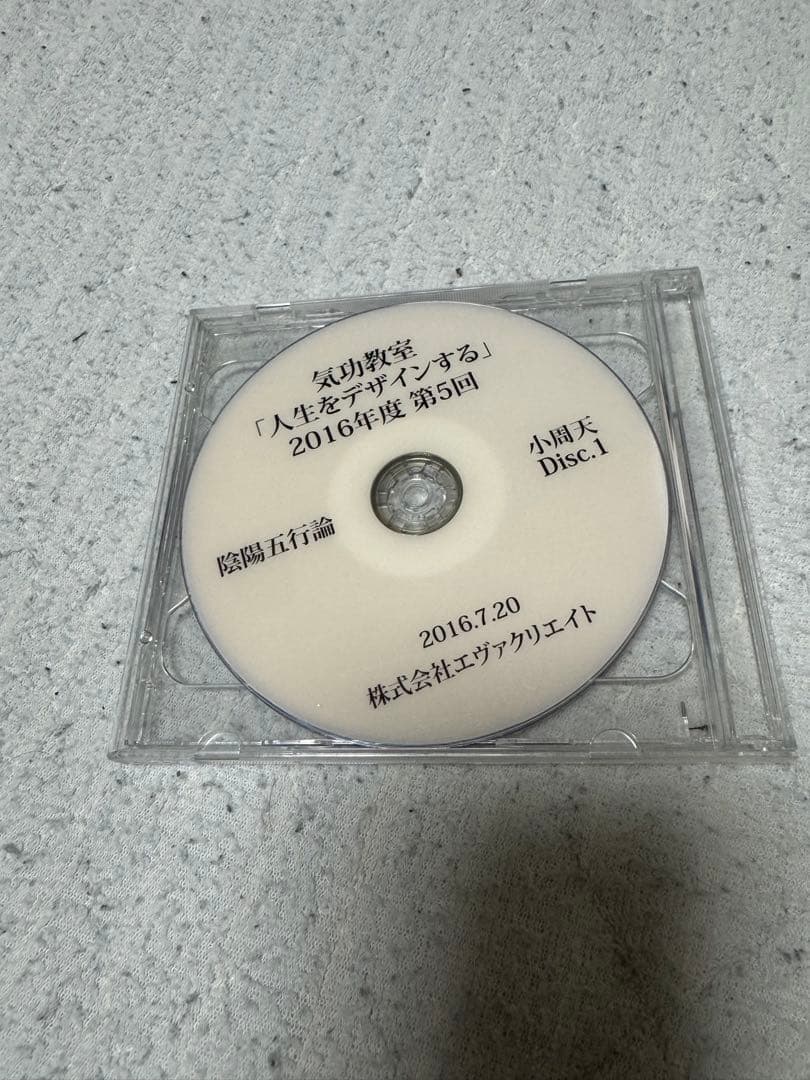 気功教室
「人生をデザインする」
2016年度 第5回
小周天
Disc.1
陰陽五行論
2016.7.20
株式会社エヴァクリエイト